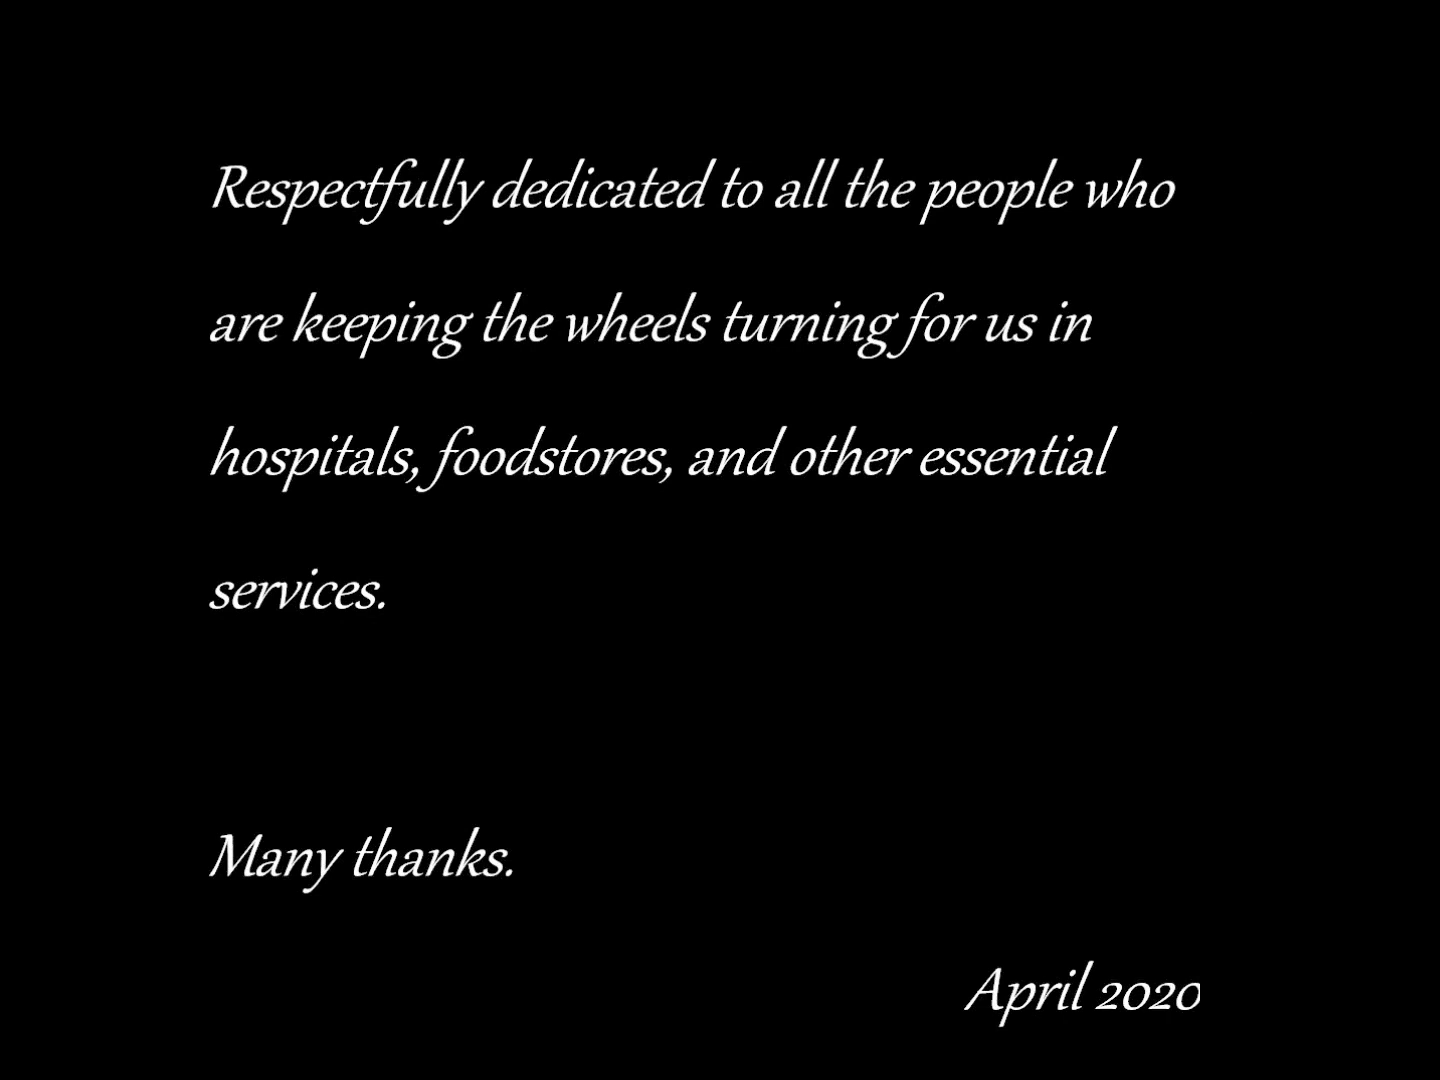 Respectfully dedicated to all the people who
are keeping the wheels turning for us in
hospitals, foodstores, and other essential
services.
Many thanks.
April 2020